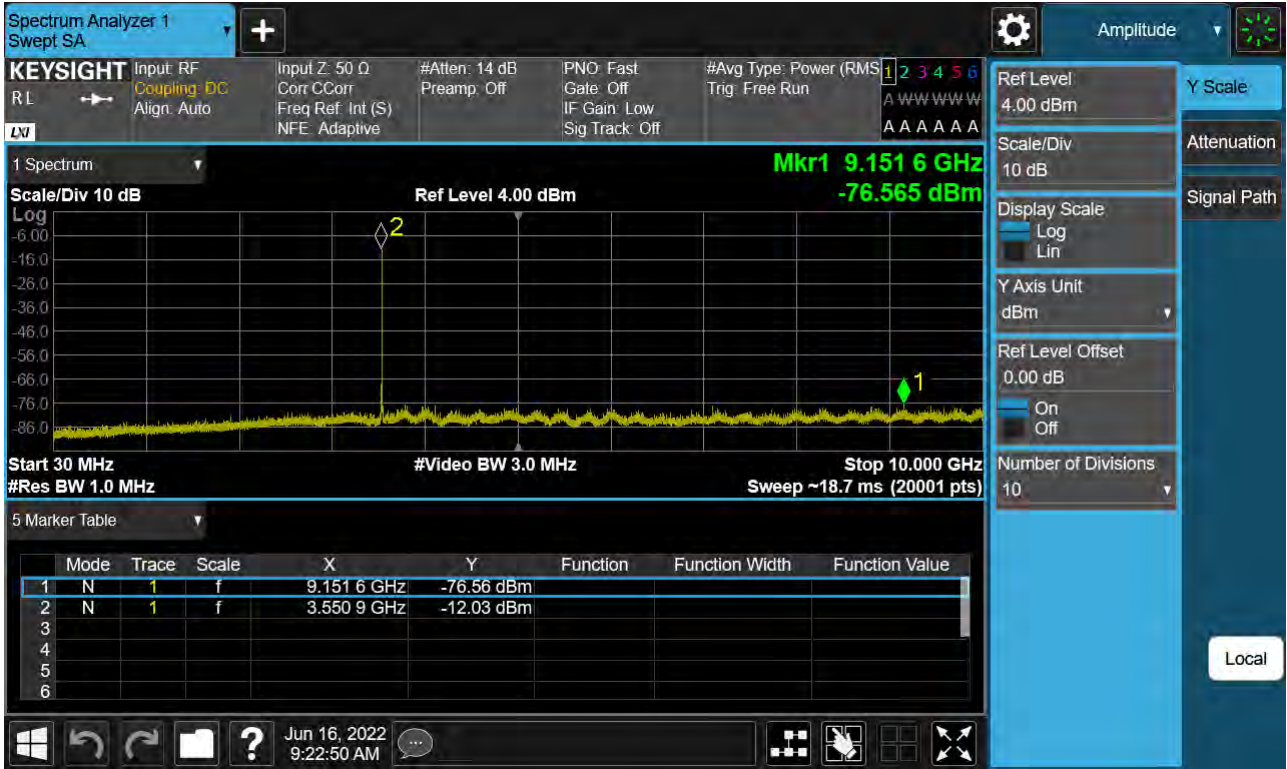 Spectrum Analyzer 1
Swept SA
Amplitude
KEYSIGHT
RL
LXI
Input: RF
Coupling: DC
Align: Auto
Input Z: 50 Ω
Corr CCorr
Freq Ref: Int (S)
NFE: Adaptive
#Atten: 14 dB
Preamp: Off
PNO: Fast
Gate: Off
IF Gain: Low
Sig Track: Off
#Avg Type: Power (RMS
Trig: Free Run
1 2 3 4 5 6
A W W W W W
A A A A A A
1 Spectrum
Mkr1 9.151 6 GHz
-76.565 dBm
Scale/Div 10 dB
Ref Level 4.00 dBm
Log
-6.00
-16.0
-26.0
-36.0
-46.0
-56.0
-66.0
-76.0
-86.0
2
1
Start 30 MHz
#Video BW 3.0 MHz
Stop 10.000 GHz
#Res BW 1.0 MHz
Sweep ~18.7 ms (20001 pts)
5 Marker Table
Mode Trace Scale X Y Function Function Width Function Value
1 N 1 f 9.151 6 GHz -76.56 dBm
2 N 1 f 3.550 9 GHz -12.03 dBm
3
4
5
6
Ref Level
4.00 dBm
Scale/Div
10 dB
Display Scale
Log
Lin
Y Axis Unit
dBm
Ref Level Offset
0.00 dB
On
Off
Number of Divisions
10
Y Scale
Attenuation
Signal Path
Local
?
Jun 16, 2022
9:22:50 AM